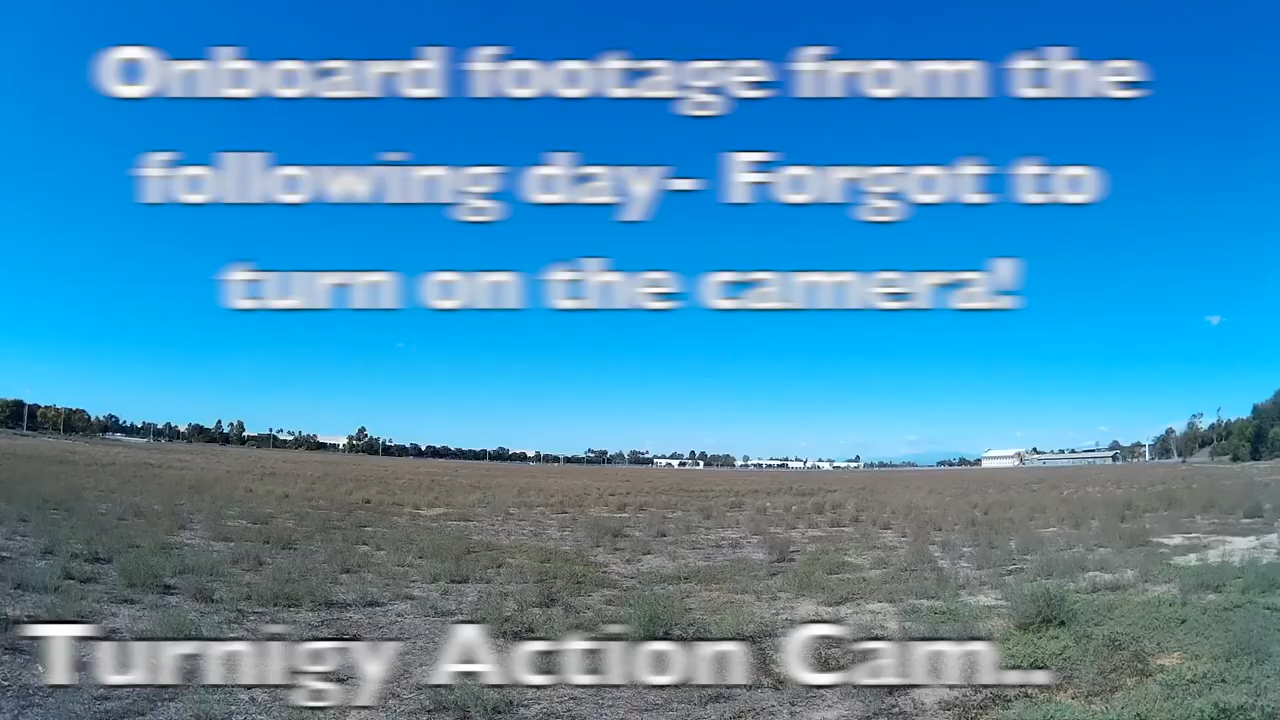 Onboard footage from the
following day- Forgot to
turn on the camera!
Turnigy Action Cam...